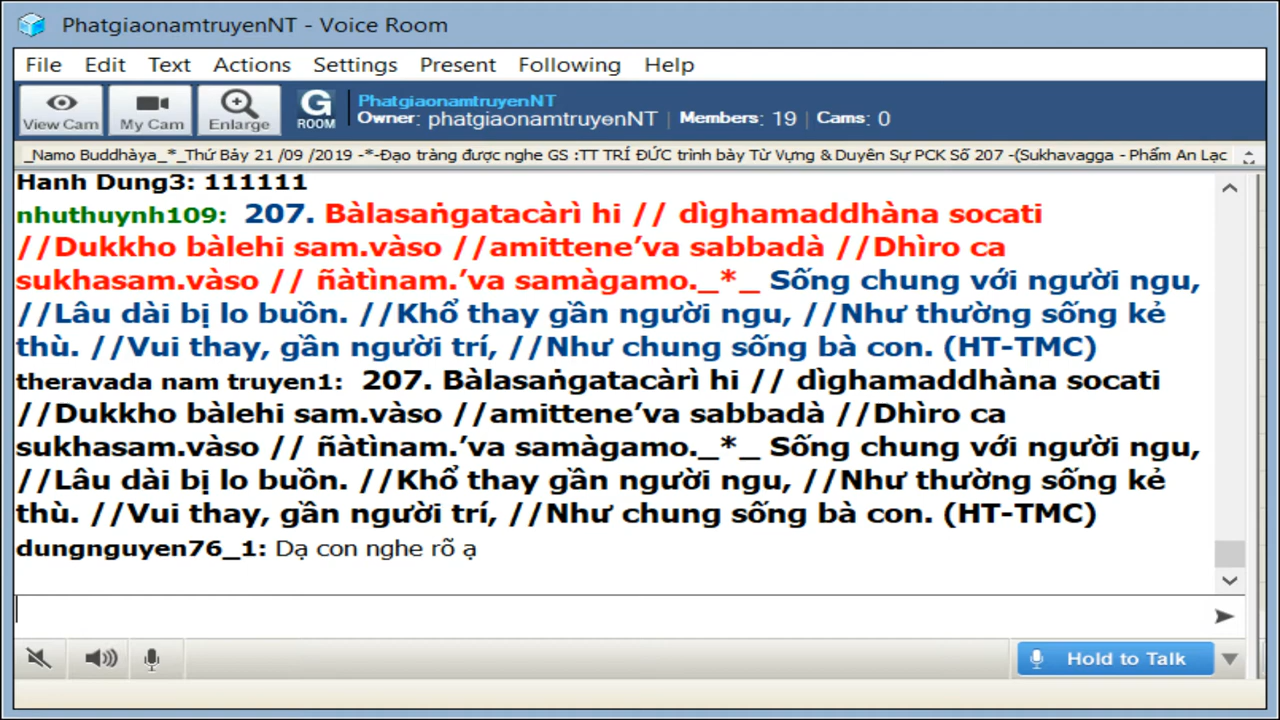 PhatgiaonamtruyenNT - Voice Room
File Edit Text Actions Settings Present Following Help
View Cam My Cam Enlarge G ROOM
PhatgiaonamtruyenNT
Owner: phatgiaonamtruyenNT | Members: 19 | Cams: 0
_Namo Buddhàya_*_Thứ Bảy 21 /09 /2019 -*-Đạo tràng được nghe GS :TT TRÍ ĐỨC trình bày Từ Vựng & Duyên Sự PCK Số 207 -(Sukhavagga - Phẩm An Lạc
Hanh Dung3: 111111
nhuthuynh109: 207. Bàlasaṅgatacàrì hi // dìghamaddhàna socati
//Dukkho bàlehi sam.vàso //amittene’va sabbadà //Dhìro ca
sukhasam.vàso // ñàtìnam.’va samàgamo._*_ Sống chung với người ngu,
//Lâu dài bị lo buồn. //Khổ thay gần người ngu, //Như thường sống kẻ
thù. //Vui thay, gần người trí, //Như chung sống bà con. (HT-TMC)
theravada nam truyen1: 207. Bàlasaṅgatacàrì hi // dìghamaddhàna socati
//Dukkho bàlehi sam.vàso //amittene’va sabbadà //Dhìro ca
sukhasam.vàso // ñàtìnam.’va samàgamo._*_ Sống chung với người ngu,
//Lâu dài bị lo buồn. //Khổ thay gần người ngu, //Như thường sống kẻ
thù. //Vui thay, gần người trí, //Như chung sống bà con. (HT-TMC)
dungnguyen76_1: Dạ con nghe rõ ạ
Hold to Talk